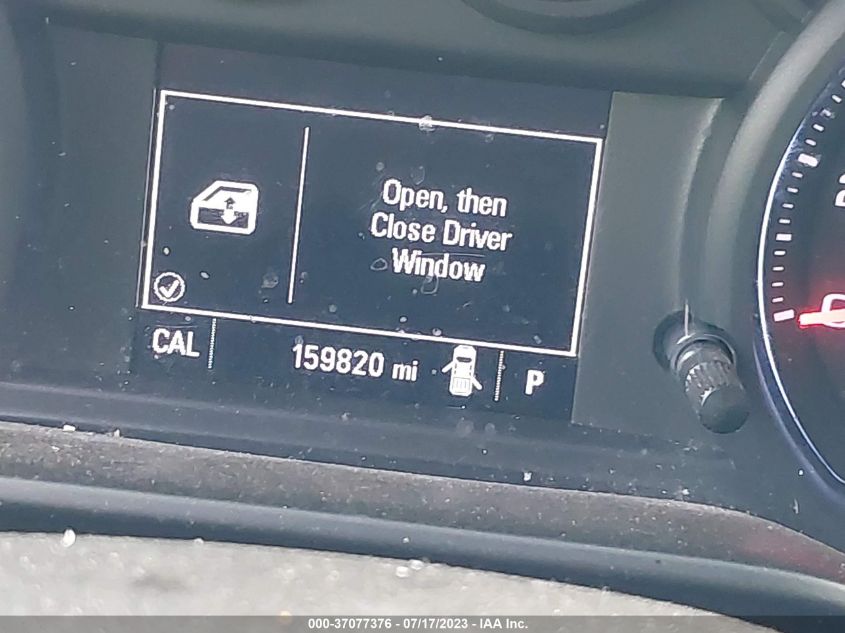 Open, then
Close Driver
Window
CAL 159820 mi P
000-37077376 - 07/17/2023 - IAA Inc.